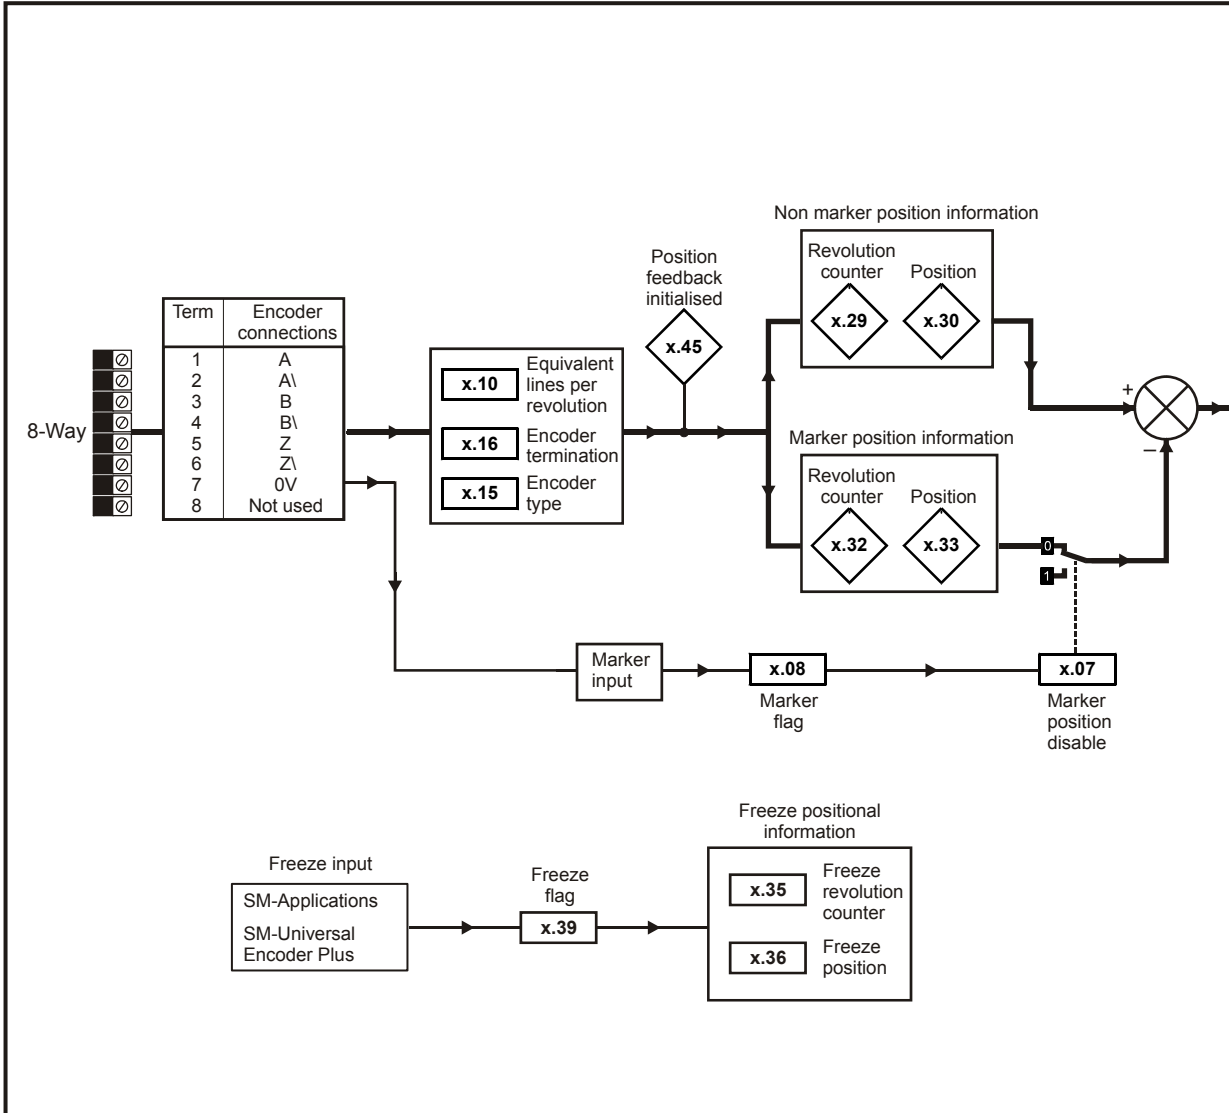 Non marker position information
Revolution
counter
Position
x.29
x.30
Position
feedback
initialised
x.45
Term
Encoder
connections
1 A
2 A\
3 B
4 B\
5 Z
6 Z\
7 0V
8 Not used
8-Way
x.10
Equivalent
lines per
revolution
x.16
Encoder
termination
x.15
Encoder
type
+
−
Marker position information
Revolution
counter
Position
x.32
x.33
0
1
Marker
input
x.08
Marker
flag
x.07
Marker
position
disable
Freeze input
SM-Applications
SM-Universal
Encoder Plus
Freeze
flag
x.39
Freeze positional
information
x.35
Freeze
revolution
counter
x.36
Freeze
position